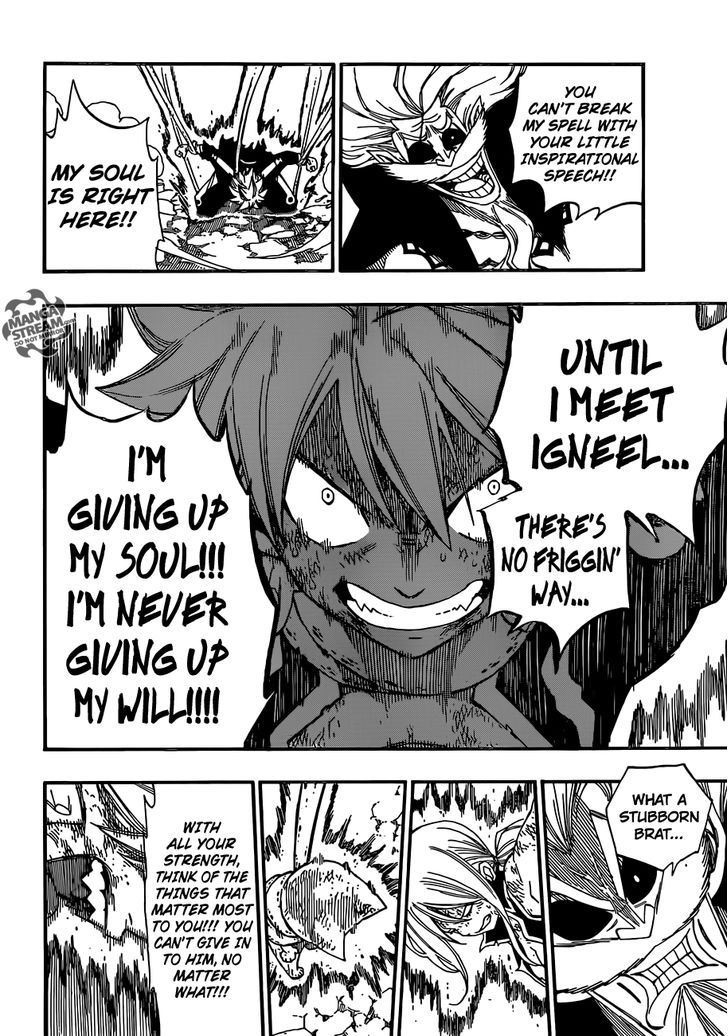 YOU
CAN'T BREAK
MY SPELL WITH
YOUR LITTLE
INSPIRATIONAL
SPEECH!!
MY SOUL
IS RIGHT
HERE!!
MANGA
STREAM
DO NOT MIRROR
UNTIL
I MEET
IGNEEL...
THERE'S
NO FRIGGIN'
WAY...
I'M
GIVING UP
MY SOUL!!!
I'M NEVER
GIVING UP
MY WILL!!!!
WHAT A
STUBBORN
BRAT...
WITH
ALL YOUR
STRENGTH,
THINK OF THE
THINGS THAT
MATTER MOST
TO YOU!!! YOU
CAN'T GIVE IN
TO HIM, NO
MATTER
WHAT!!!